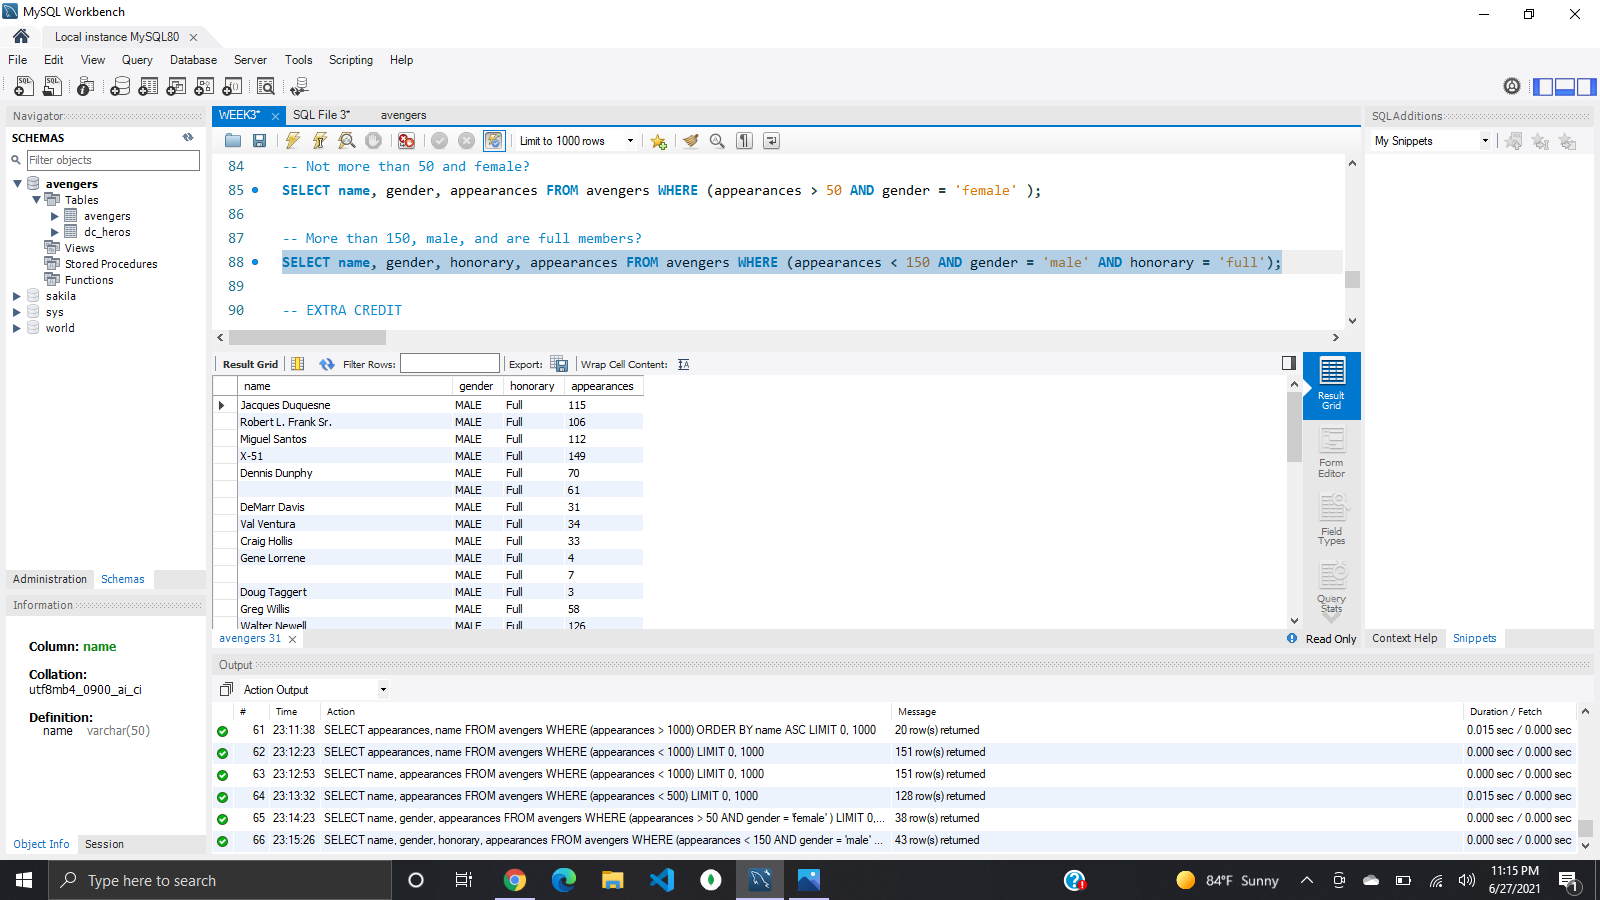 MySQL Workbench
Local instance MySQL80
File Edit View Query Database Server Tools Scripting Help
Navigator
SCHEMAS
Filter objects
avengers
Tables
avengers
dc_heros
Views
Stored Procedures
Functions
sakila
sys
world
Administration Schemas
Information
Column: name
Collation:
utf8mb4_0900_ai_ci
Definition:
name varchar(50)
Object Info Session
WEEK3* SQL File 3* avengers
Limit to 1000 rows
84 -- Not more than 50 and female?
85 SELECT name, gender, appearances FROM avengers WHERE (appearances > 50 AND gender = 'female' );
86
87 -- More than 150, male, and are full members?
88 SELECT name, gender, honorary, appearances FROM avengers WHERE (appearances < 150 AND gender = 'male' AND honorary = 'full');
89
90 -- EXTRA CREDIT
Result Grid Filter Rows: Export: Wrap Cell Content:
name gender honorary appearances
Jacques Duquesne MALE Full 115
Robert L. Frank Sr. MALE Full 106
Miguel Santos MALE Full 112
X-51 MALE Full 149
Dennis Dunphy MALE Full 70
MALE Full 61
DeMarr Davis MALE Full 31
Val Ventura MALE Full 34
Craig Hollis MALE Full 33
Gene Lorrene MALE Full 4
MALE Full 7
Doug Taggert MALE Full 3
Greg Willis MALE Full 58
Walter Newell MALE Full 126
Result
Grid
Form
Editor
Field
Types
Query
Stats
avengers 31 Read Only
SQLAdditions
My Snippets
Context Help Snippets
Output
Action Output
# Time Action Message Duration / Fetch
61 23:11:38 SELECT appearances, name FROM avengers WHERE (appearances > 1000) ORDER BY name ASC LIMIT 0, 1000 20 row(s) returned 0.015 sec / 0.000 sec
62 23:12:23 SELECT appearances, name FROM avengers WHERE (appearances < 1000) LIMIT 0, 1000 151 row(s) returned 0.000 sec / 0.000 sec
63 23:12:53 SELECT name, appearances FROM avengers WHERE (appearances < 1000) LIMIT 0, 1000 151 row(s) returned 0.000 sec / 0.000 sec
64 23:13:32 SELECT name, appearances FROM avengers WHERE (appearances < 500) LIMIT 0, 1000 128 row(s) returned 0.015 sec / 0.000 sec
65 23:14:23 SELECT name, gender, appearances FROM avengers WHERE (appearances > 50 AND gender = 'female' ) LIMIT 0,... 38 row(s) returned 0.000 sec / 0.000 sec
66 23:15:26 SELECT name, gender, honorary, appearances FROM avengers WHERE (appearances < 150 AND gender = 'male' ... 43 row(s) returned 0.000 sec / 0.000 sec
Type here to search
84°F Sunny
11:15 PM
6/27/2021
1